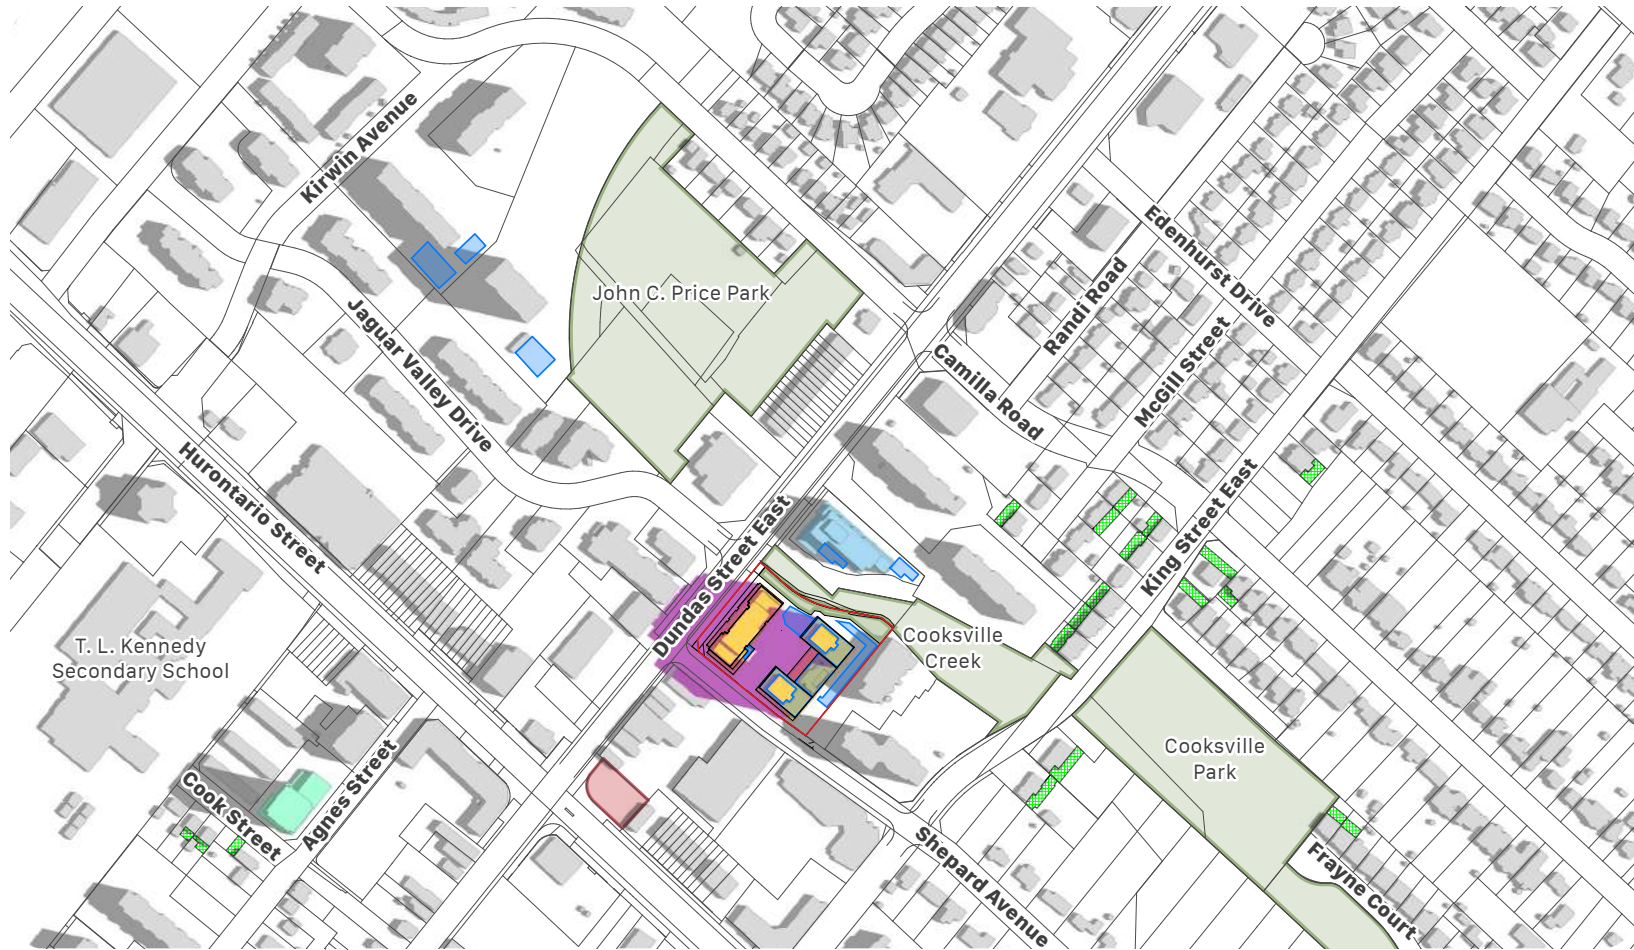 Kirwin Avenue
Edenhurst Drive
John C. Price Park
Randi Road
Jaguar Valley Drive
McGill Street
Camilla Road
Hurontario Street
King Street East
Dundas Street East
T. L. Kennedy
Secondary School
Cooksville
Creek
Cooksville
Park
Cook Street
Agnes Street
Shepard Avenue
Frayne Court